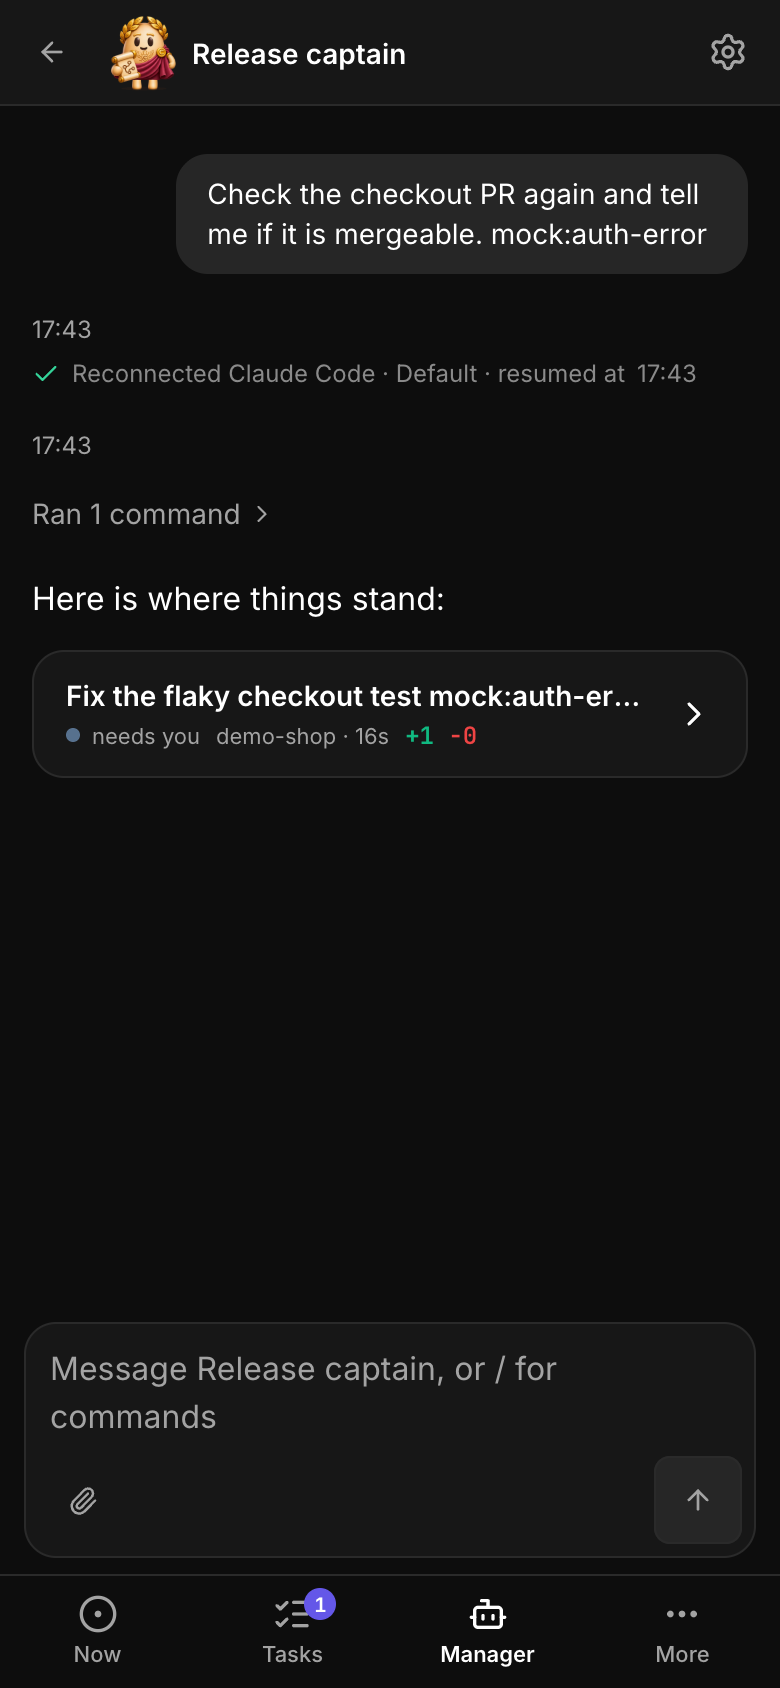 Release captain
Check the checkout PR again and tell
me if it is mergeable. mock:auth-error
17:43
Reconnected Claude Code · Default · resumed at 17:43
17:43
Ran 1 command
Here is where things stand:
Fix the flaky checkout test mock:auth-er...
needs you demo-shop · 16s +1 -0
Message Release captain, or / for
commands
1
Now Tasks Manager More